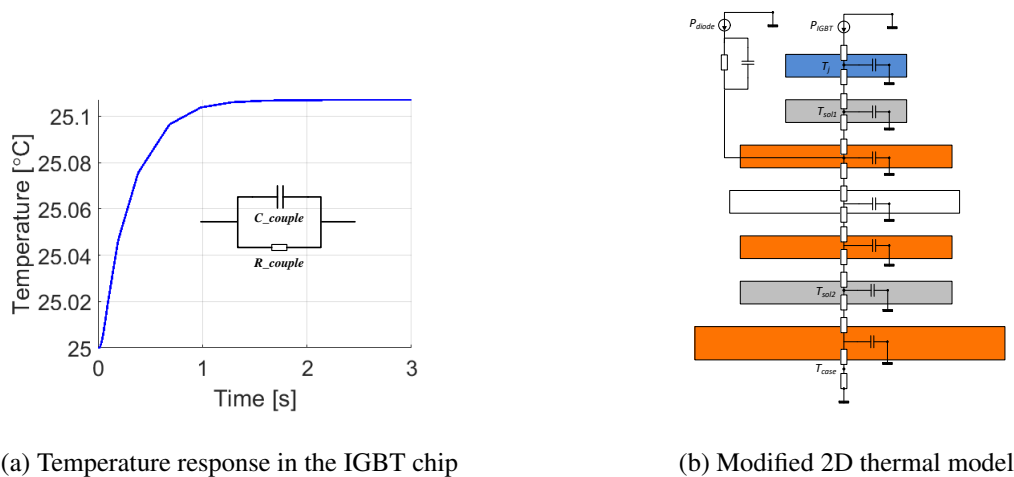 25.1
25.08
25.06
25.04
25.02
25
0
1
2
3
Temperature [°C]
Time [s]
C_couple
R_couple
P_diode
P_IGBT
T_j
T_sol1
T_sol2
T_case
(a) Temperature response in the IGBT chip
(b) Modified 2D thermal model